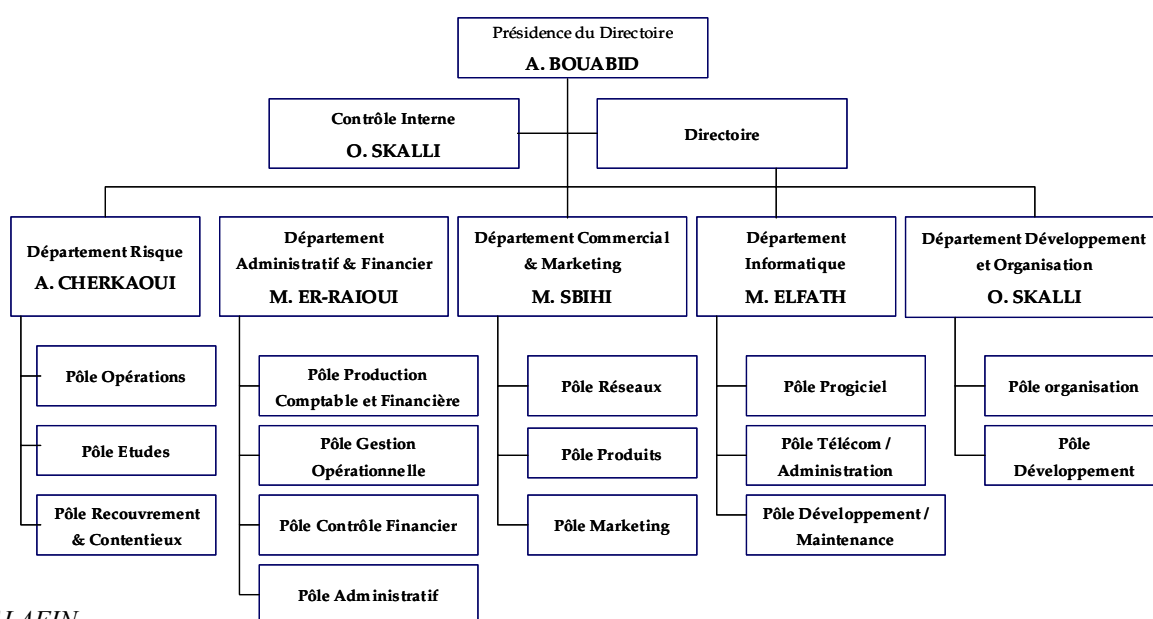 Présidence du Directoire
A. BOUABID
Contrôle Interne
O. SKALLI
Directoire
Département Risque
A. CHERKAOUI
Département
Administratif & Financier
M. ER-RAIOUI
Département Commercial
& Marketing
M. SBIHI
Département
Informatique
M. ELFATH
Département Développement
et Organisation
O. SKALLI
Pôle Opérations
Pôle Etudes
Pôle Recouvrement
& Contentieux
Pôle Production
Comptable et Financière
Pôle Gestion
Opérationnelle
Pôle Contrôle Financier
Pôle Administratif
Pôle Réseaux
Pôle Produits
Pôle Marketing
Pôle Progiciel
Pôle Télécom /
Administration
Pôle Développement /
Maintenance
Pôle organisation
Pôle
Développement